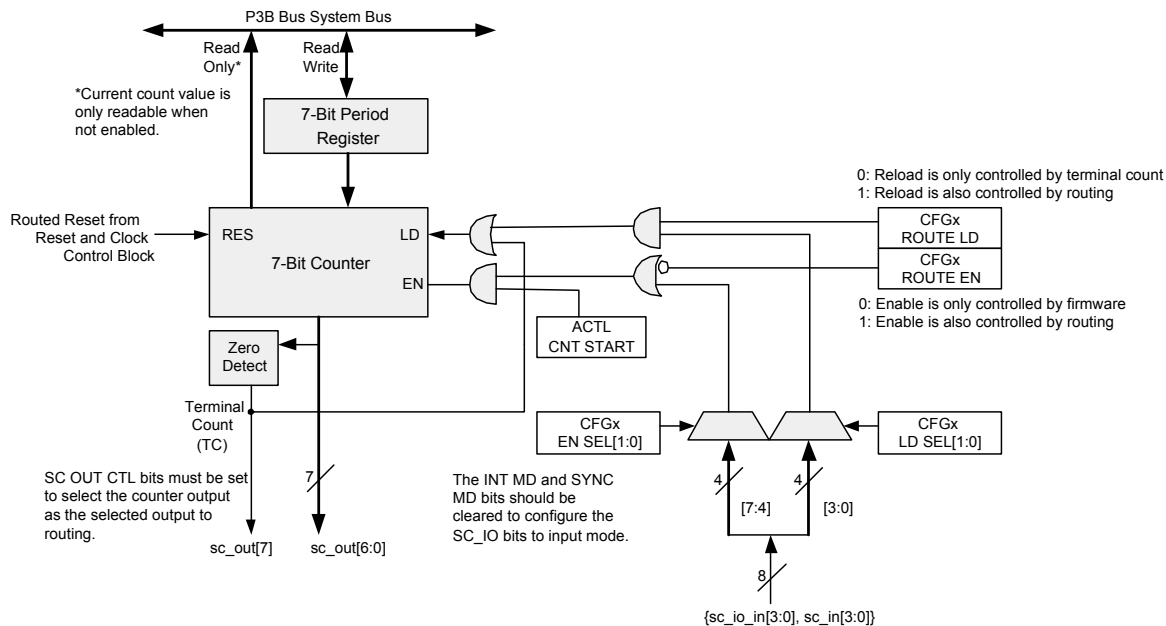 P3B Bus System Bus
Read
Only*
Read
Write
*Current count value is
only readable when
not enabled.
7-Bit Period
Register
0: Reload is only controlled by terminal count
1: Reload is also controlled by routing
Routed Reset from
Reset and Clock
Control Block
RES
LD
7-Bit Counter
EN
CFGx
ROUTE LD
CFGx
ROUTE EN
0: Enable is only controlled by firmware
1: Enable is also controlled by routing
ACTL
CNT START
Zero
Detect
Terminal
Count
(TC)
CFGx
EN SEL[1:0]
CFGx
LD SEL[1:0]
SC OUT CTL bits must be set
to select the counter output
as the selected output to
routing.
7
The INT MD and SYNC
MD bits should be
cleared to configure the
SC_IO bits to input mode.
4
4
[7:4]
[3:0]
sc_out[7]
sc_out[6:0]
8
{sc_io_in[3:0], sc_in[3:0]}